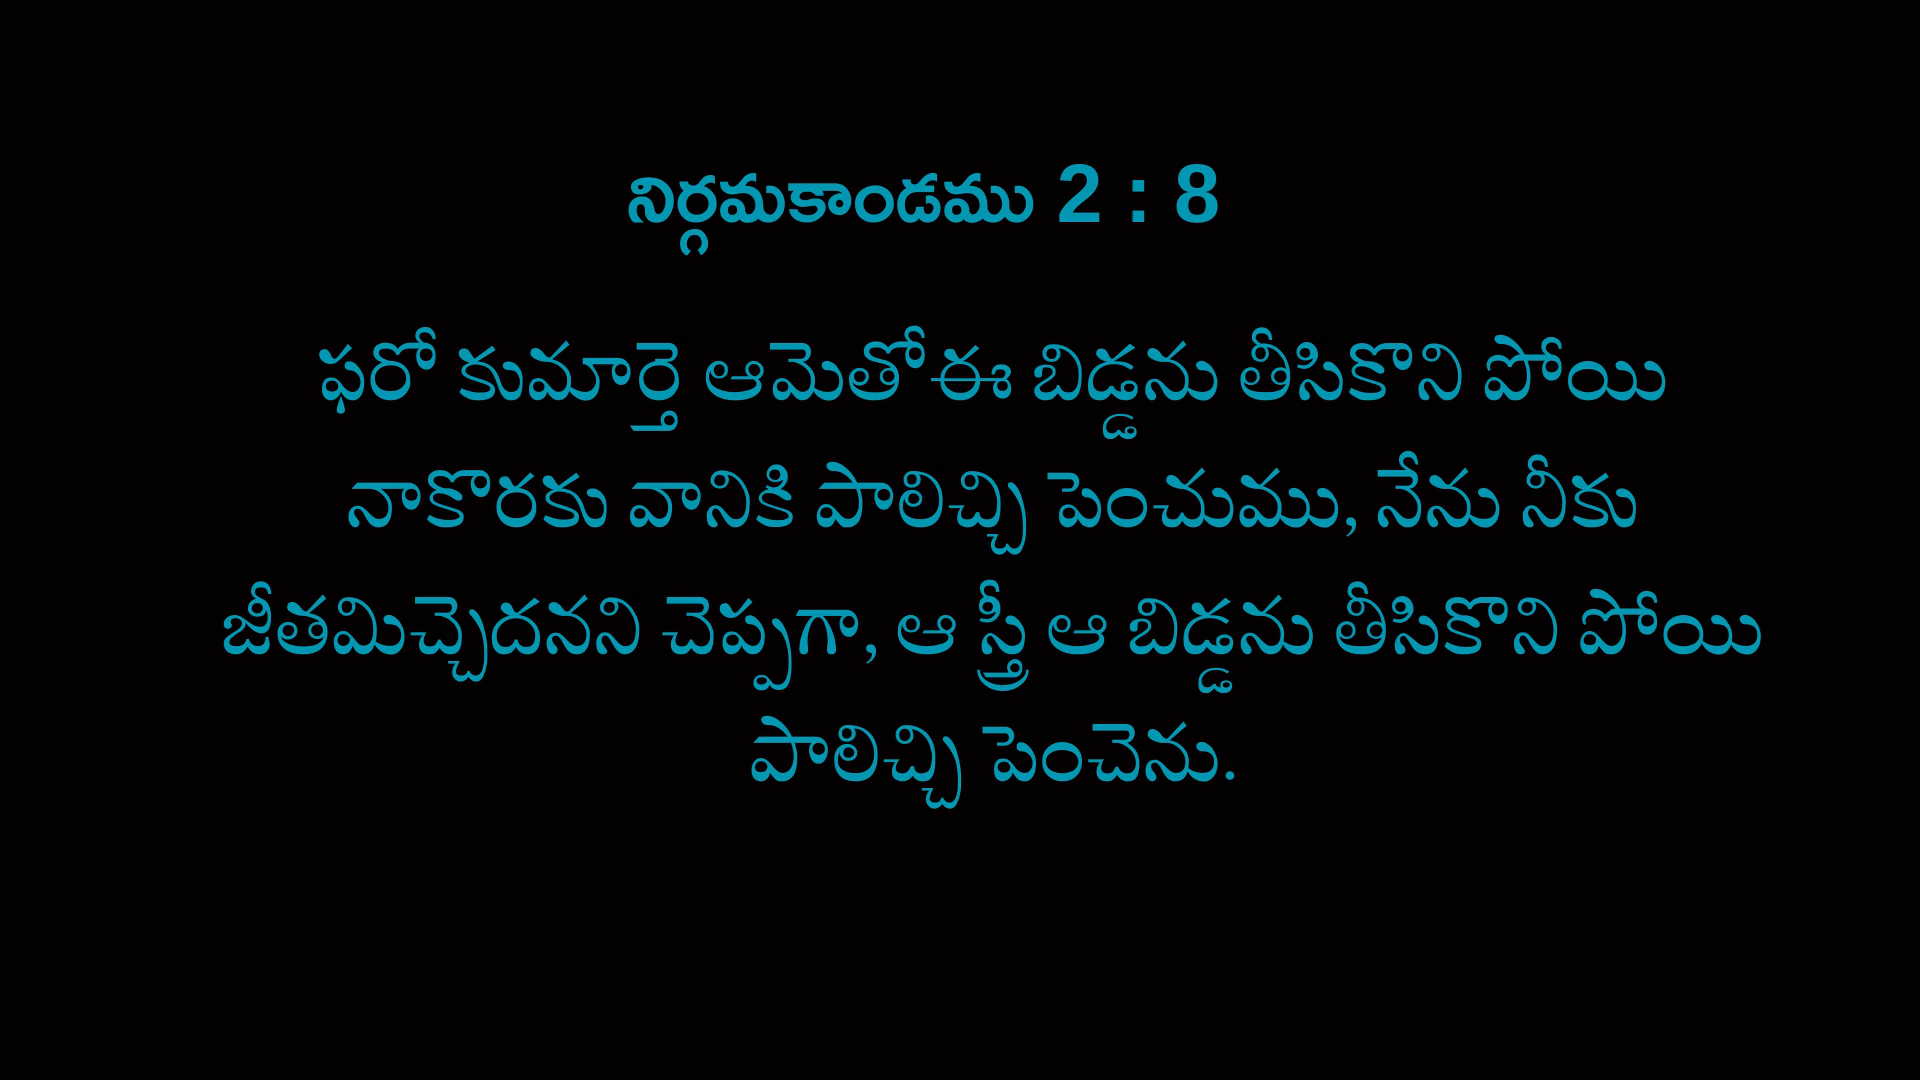 నిర్గమకాండము 2 : 8
ఫరో కుమార్తె ఆమెతోఈ బిడ్డను తీసికొని పోయి
నాకొరకు వానికి పాలిచ్చి పెంచుము, నేను నీకు
జీతమిచ్చెదనని చెప్పగా, ఆ స్త్రీ ఆ బిడ్డను తీసికొని పోయి
పాలిచ్చి పెంచెను.